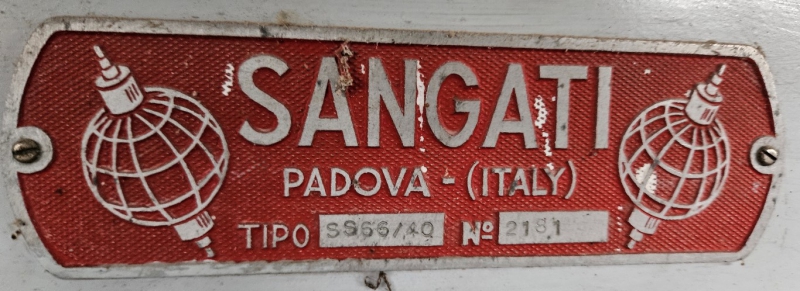 SANGATI
PADOVA - (ITALY)
TIPO SS66/40 Nº 2181